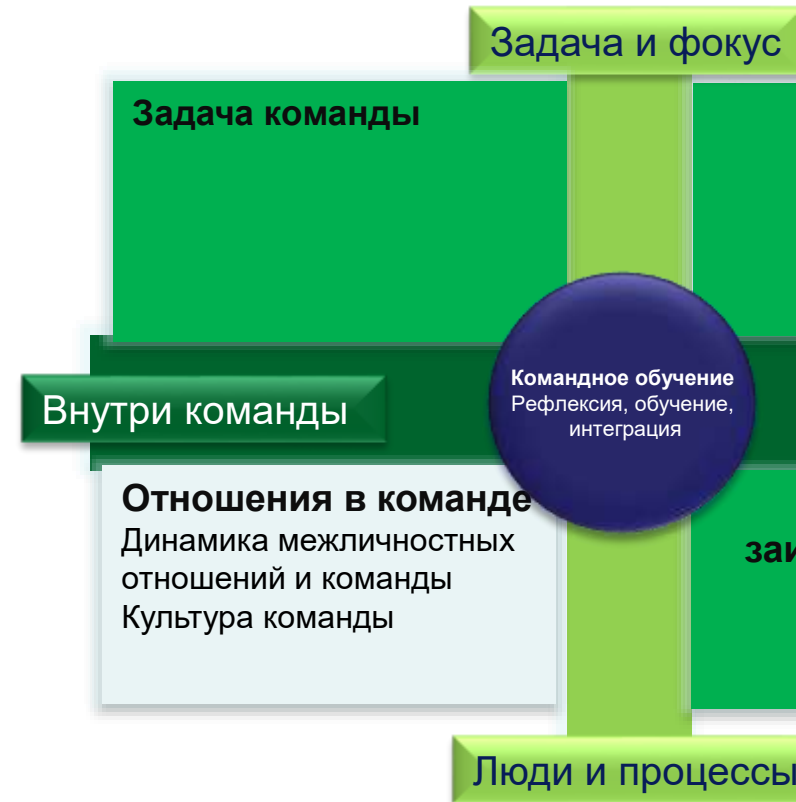 Задача и фокус
Задача команды
Командное обучение
Рефлексия, обучение,
интеграция
Внутри команды
Отношения в команде
Динамика межличностных
отношений и команды
Культура команды
Люди и процессы